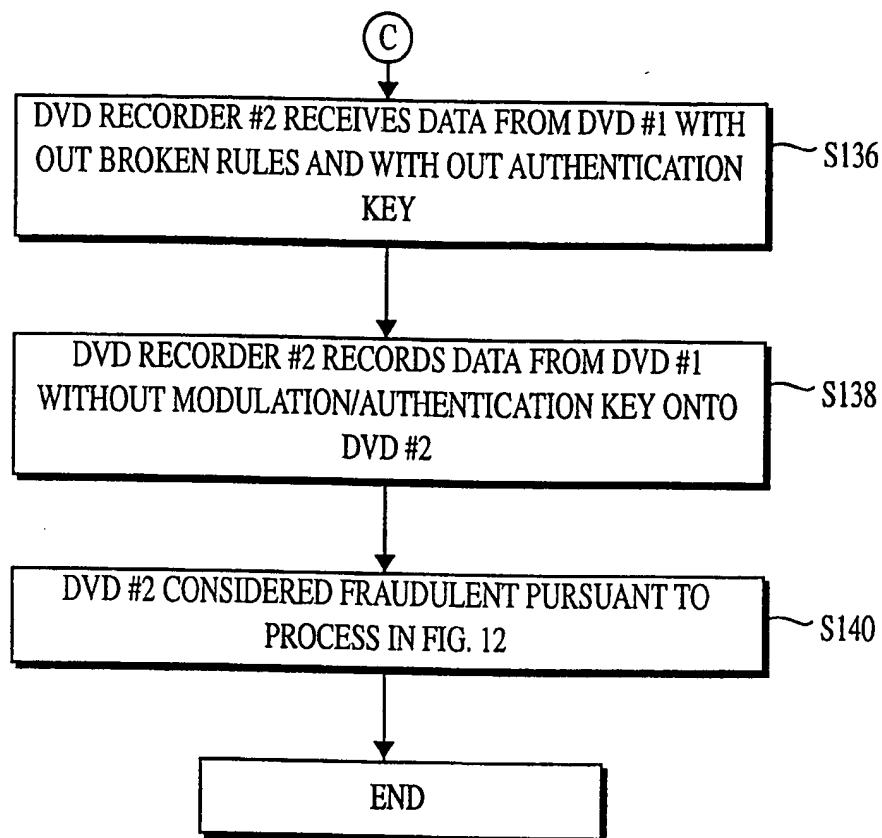 C
DVD RECORDER #2 RECEIVES DATA FROM DVD #1 WITH
OUT BROKEN RULES AND WITH OUT AUTHENTICATION
KEY
S136
DVD RECORDER #2 RECORDS DATA FROM DVD #1
WITHOUT MODULATION/AUTHENTICATION KEY ONTO
DVD #2
S138
DVD #2 CONSIDERED FRAUDULENT PURSUANT TO
PROCESS IN FIG. 12
S140
END